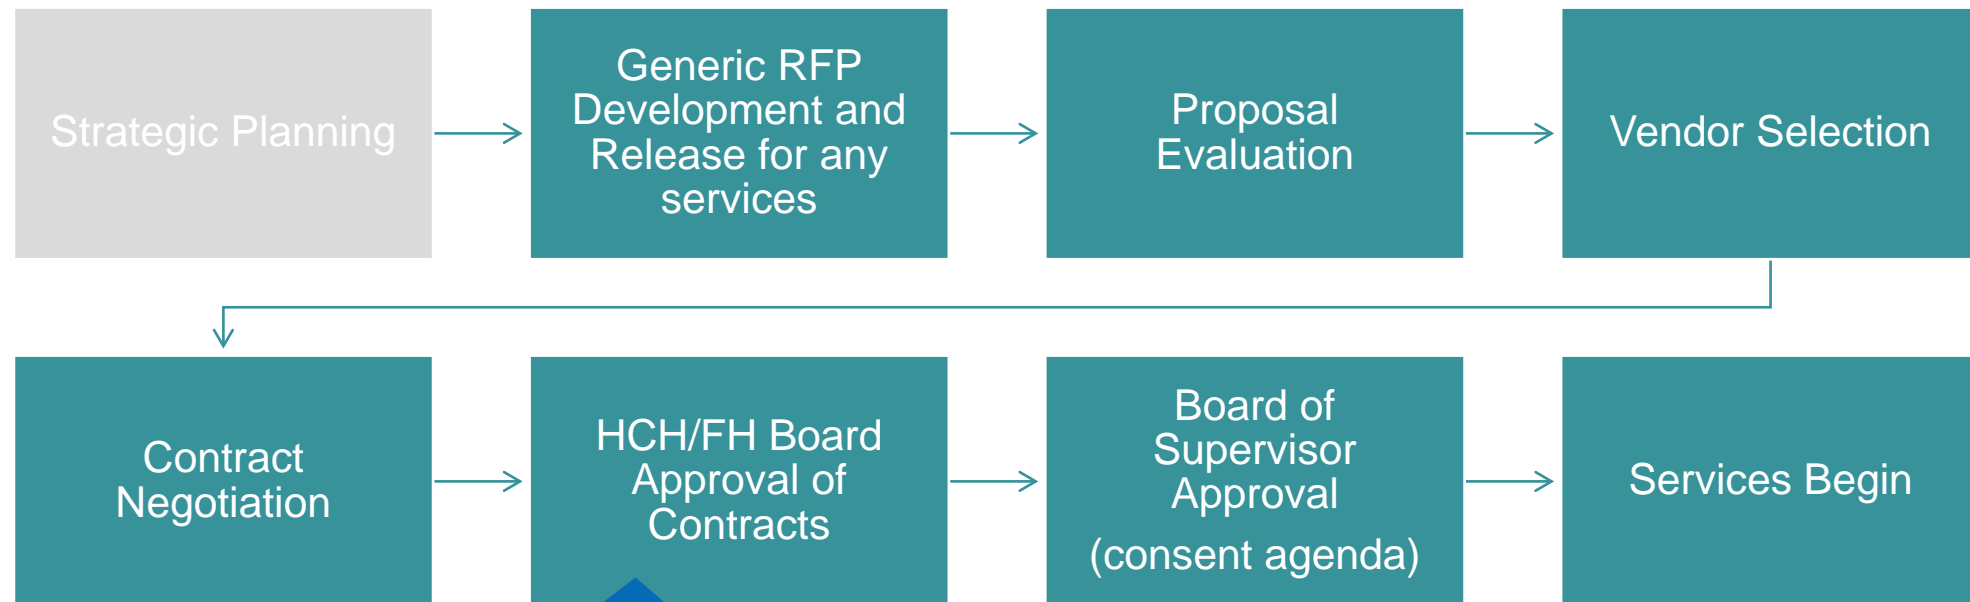 Strategic Planning
Generic RFP
Development and
Release for any
services
Proposal
Evaluation
Vendor Selection
Contract
Negotiation
HCH/FH Board
Approval of
Contracts
Board of
Supervisor
Approval
(consent agenda)
Services Begin